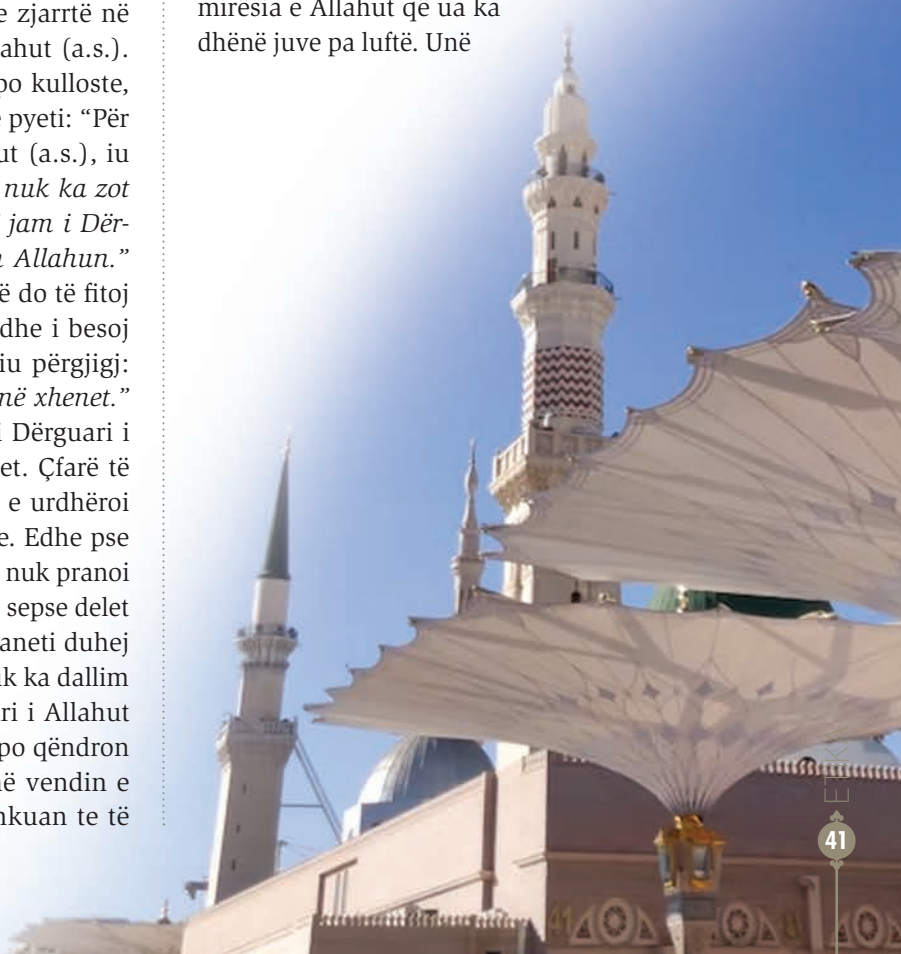 e zjarrtë në
ahut (a.s.).
po kulloste,
pyeti: “Për
ut (a.s.), iu
nuk ka zot
jam i Dër-
Allahun.”
ë do të fitoj
dhe i besoj
iu përgjigj:
në xhenet.”
i Dërguari i
et. Çfarë të
e urdhëroi
e. Edhe pse
nuk pranoi
sepse delet
aneti duhej
k ka dallim
ri i Allahut
po qëndron
ë vendin e
nkuan te të
mirësia e Allahut që ua ka
dhënë juve pa luftë. Unë
41
41